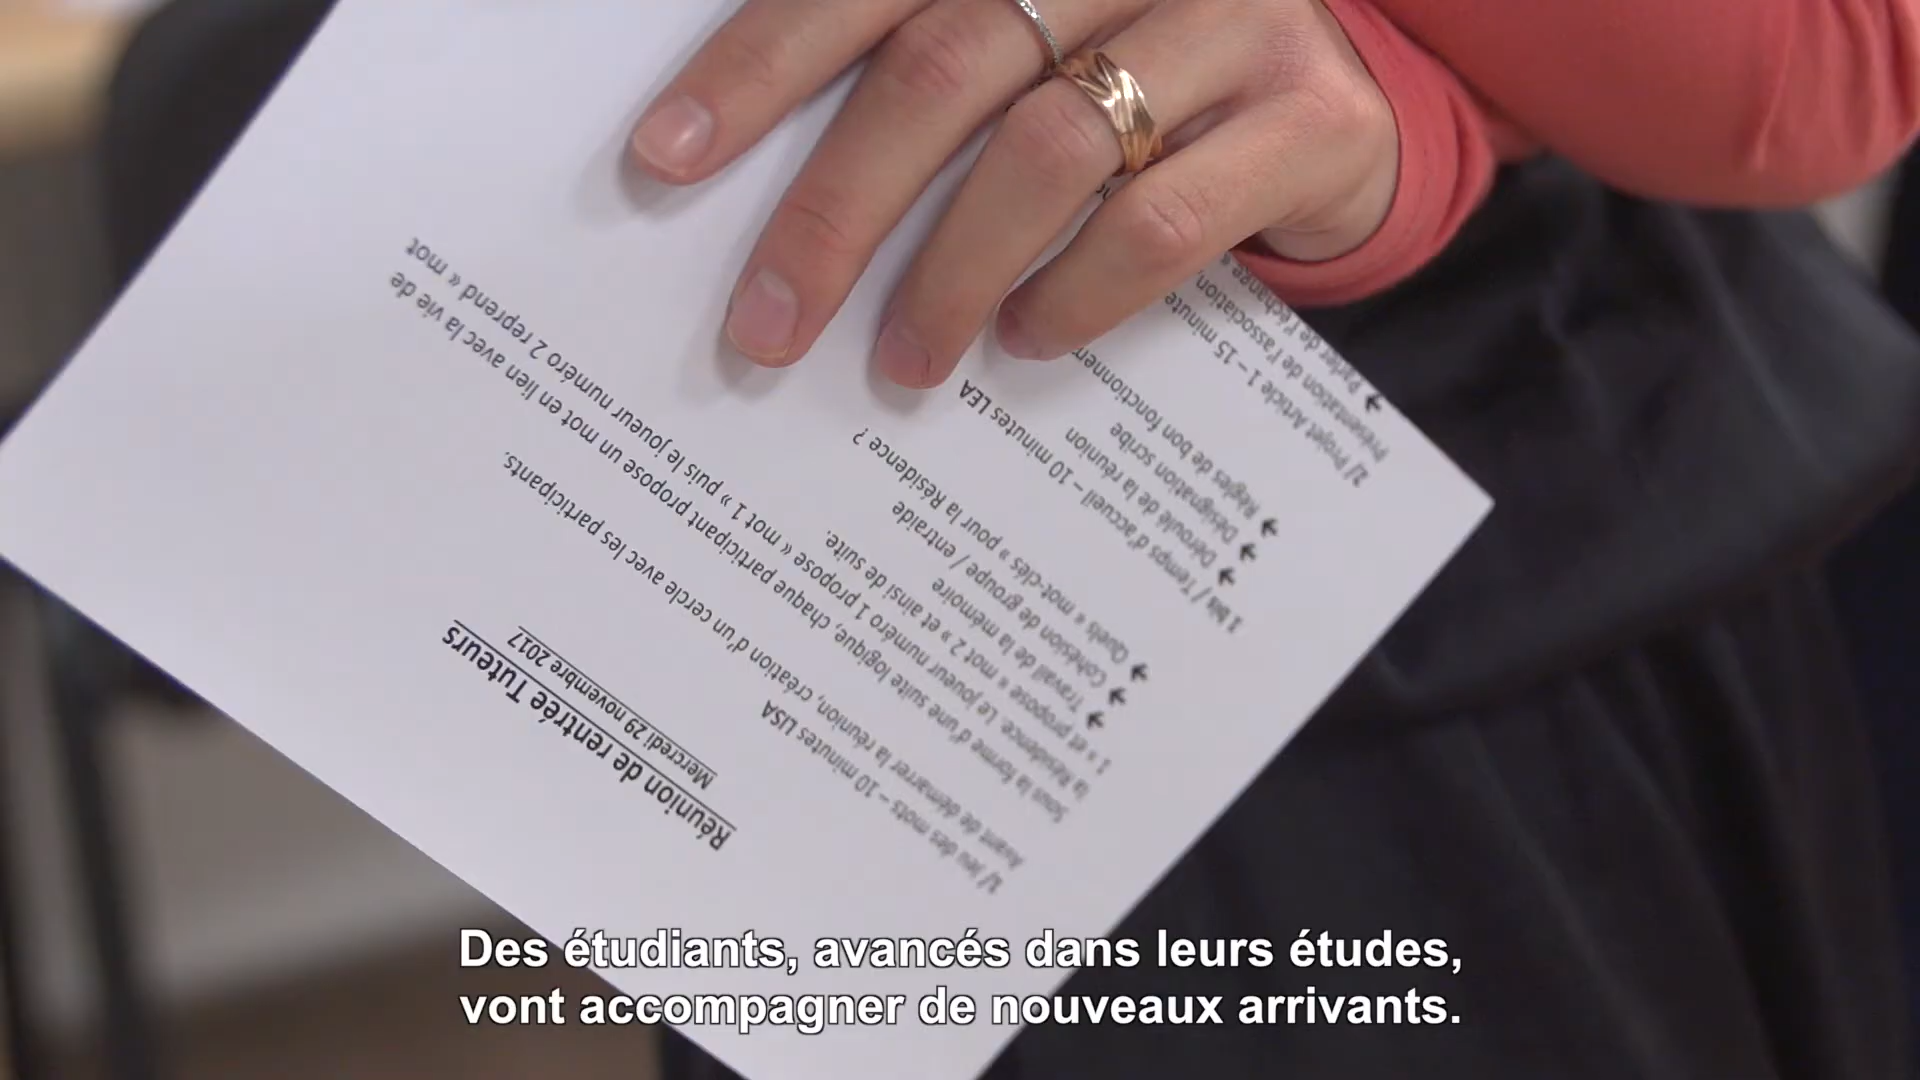 Réunion de rentrée Tuteurs
Mercredi 29 novembre 2017
1/ Jeu des mots – 10 minutes LISA
Avant de démarrer la réunion, création d'un cercle avec les participants.
Sous la forme d'une suite logique, chaque participant propose un mot en lien avec la vie de
la Résidence. Le joueur numéro 1 propose « mot 1 » puis le joueur numéro 2 reprend « mot
1 » et propose « mot 2 » et ainsi de suite.
→ Travail de la mémoire
→ Cohésion de groupe / entraide
→ Quels « mot-clés » pour la Résidence ?
1 bis / Temps d'accueil – 10 minutes LEA
→ Déroulé de la réunion
→ Désignation scribe
→ Règles de bon fonctionnem
2/ Projet Article 1 – 15 minute
Présentation de l'association,
→ Parler de l'échange «
Des étudiants, avancés dans leurs études,
vont accompagner de nouveaux arrivants.